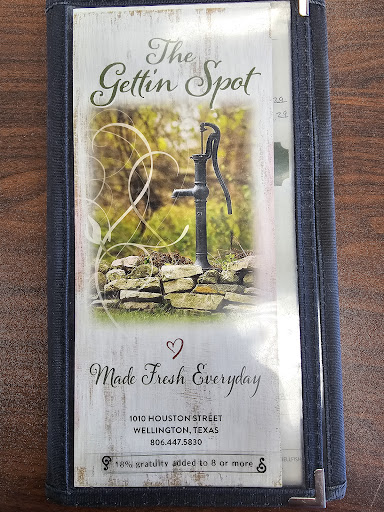 The
Gettin Spot
Made Fresh Everyday
1010 HOUSTON STREET
WELLINGTON, TEXAS
806.447.5830
18% gratuity added to 8 or more